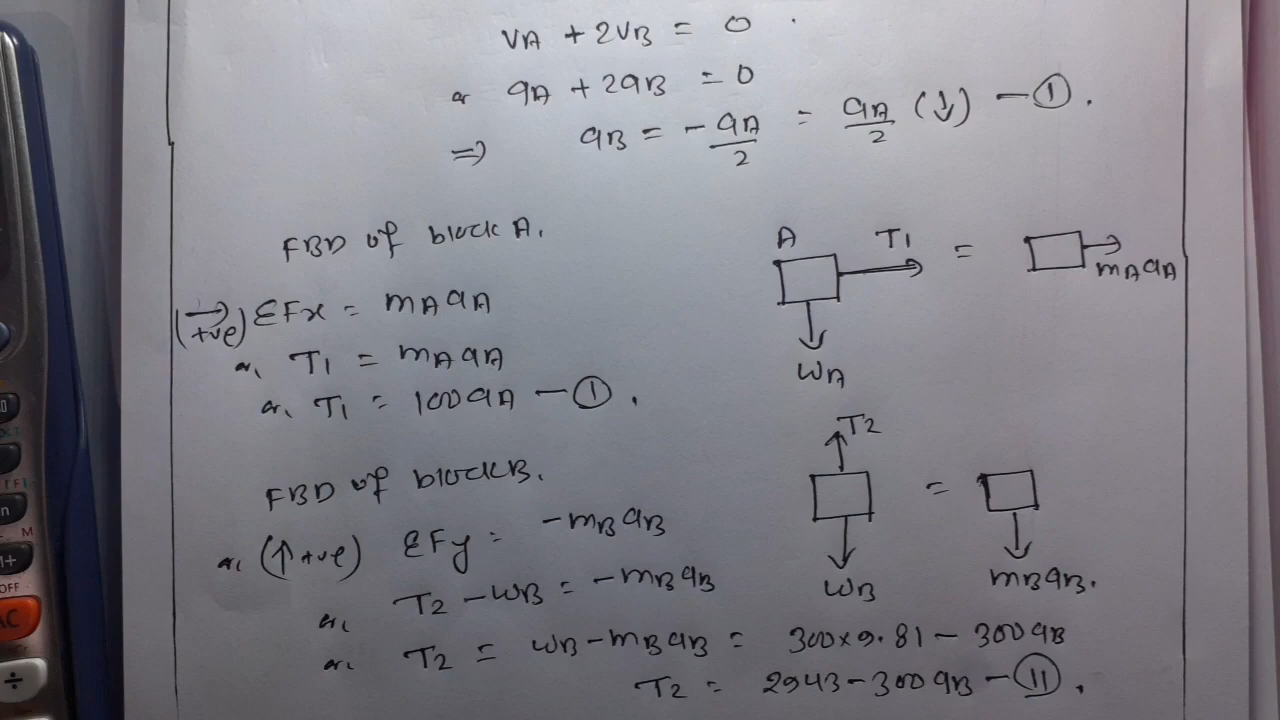 VA + 2VB = 0 .
or aA + 2aB = 0
=> aB = - aA/2 = aA/2 (↓) — ①.
FBD of block A.
A T1 = mAaA
(→ +ve) ΣFx = mAaA
or, T1 = mAaA
WA
or, T1 = 100aA — ①.
T2
FBD of block B.
=
or, (↑ +ve) ΣFy = -mBaB
WB mBaB.
or, T2 - WB = -mBaB
or, T2 = WB - mBaB = 300×9.81 - 300aB
T2 = 2943 - 300aB — ⑪.
M
+
OFF
AC
÷